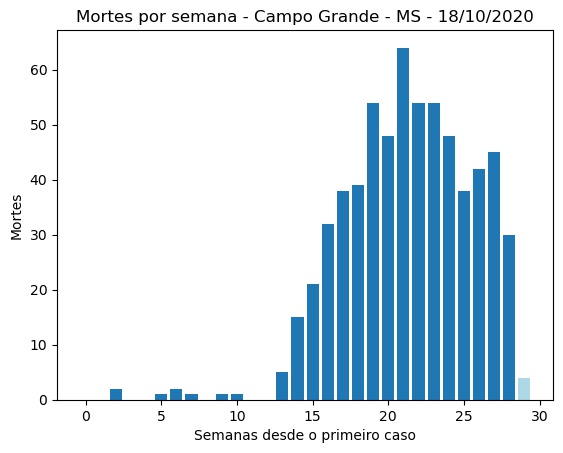 Mortes por semana - Campo Grande - MS - 18/10/2020
60
50
40
30
20
10
0
Mortes
0 5 10 15 20 25 30
Semanas desde o primeiro caso